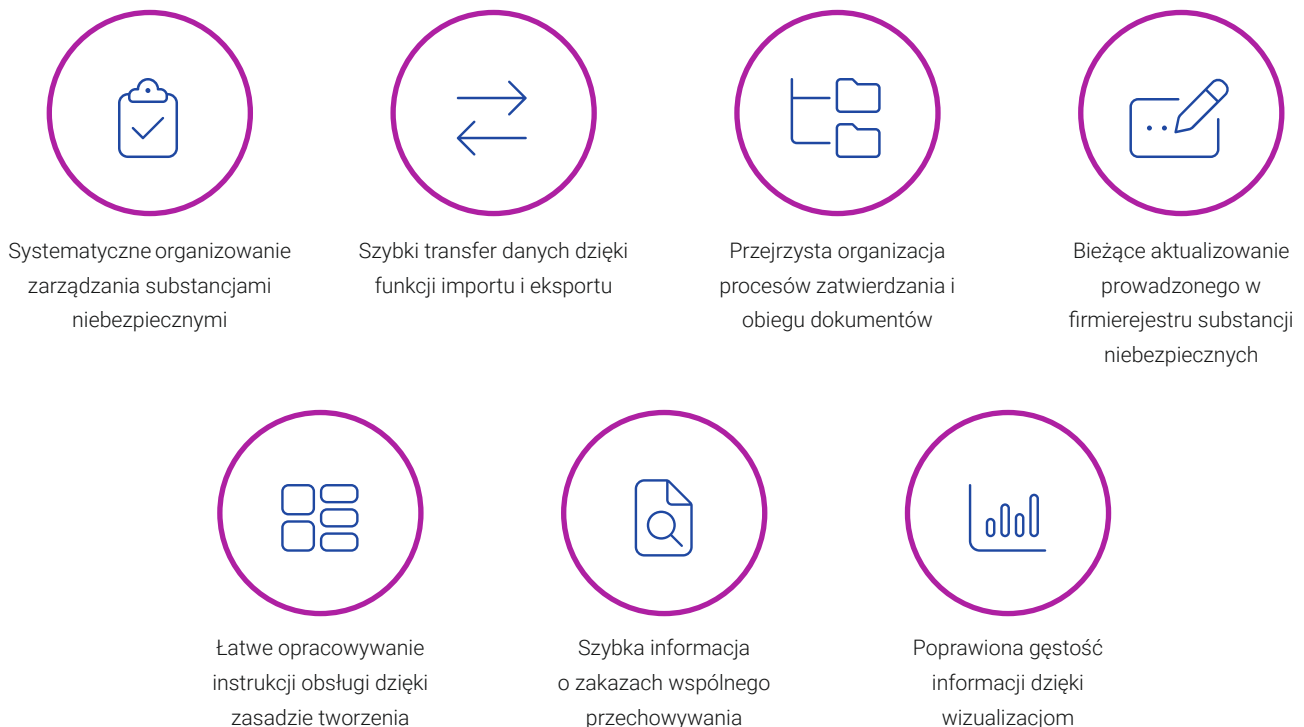 Systematyczne organizowanie
zarządzania substancjami
niebezpiecznymi
Szybki transfer danych dzięki
funkcji importu i eksportu
Przejrzysta organizacja
procesów zatwierdzania i
obiegu dokumentów
Bieżące aktualizowanie
prowadzonego w
firmierejestru substancji
niebezpiecznych
Łatwe opracowywanie
instrukcji obsługi dzięki
zasadzie tworzenia
Szybka informacja
o zakazach wspólnego
przechowywania
Poprawiona gęstość
informacji dzięki
wizualizacjom